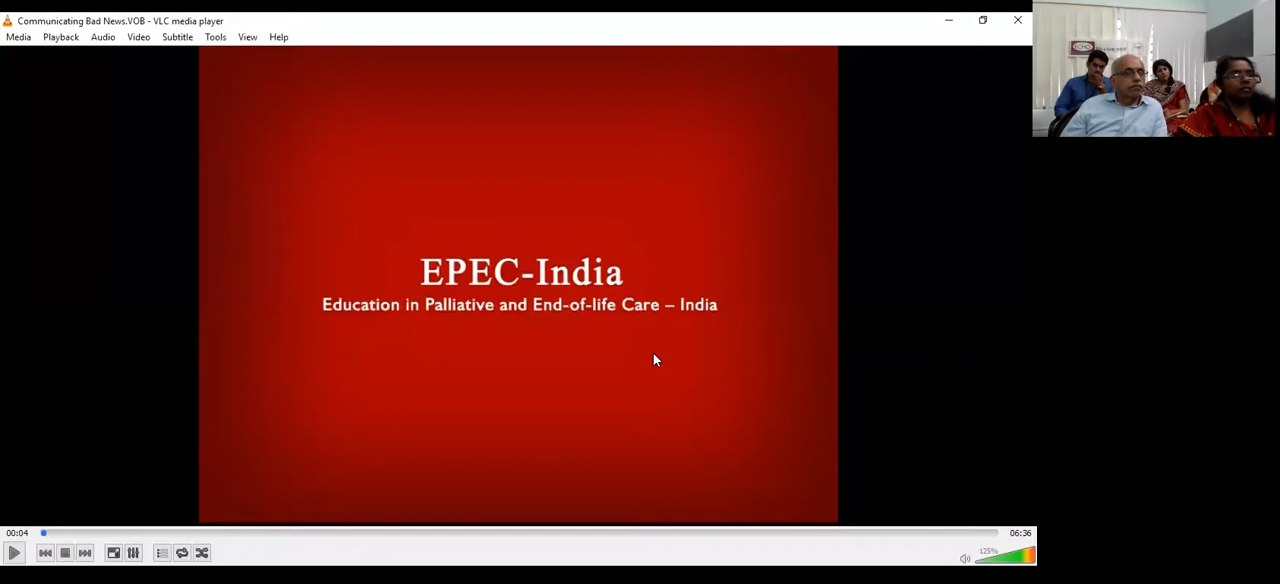 Communicating Bad News.VOB - VLC media player
Media Playback Audio Video Subtitle Tools View Help
EPEC-India
Education in Palliative and End-of-life Care – India
00:04
06:36
125%